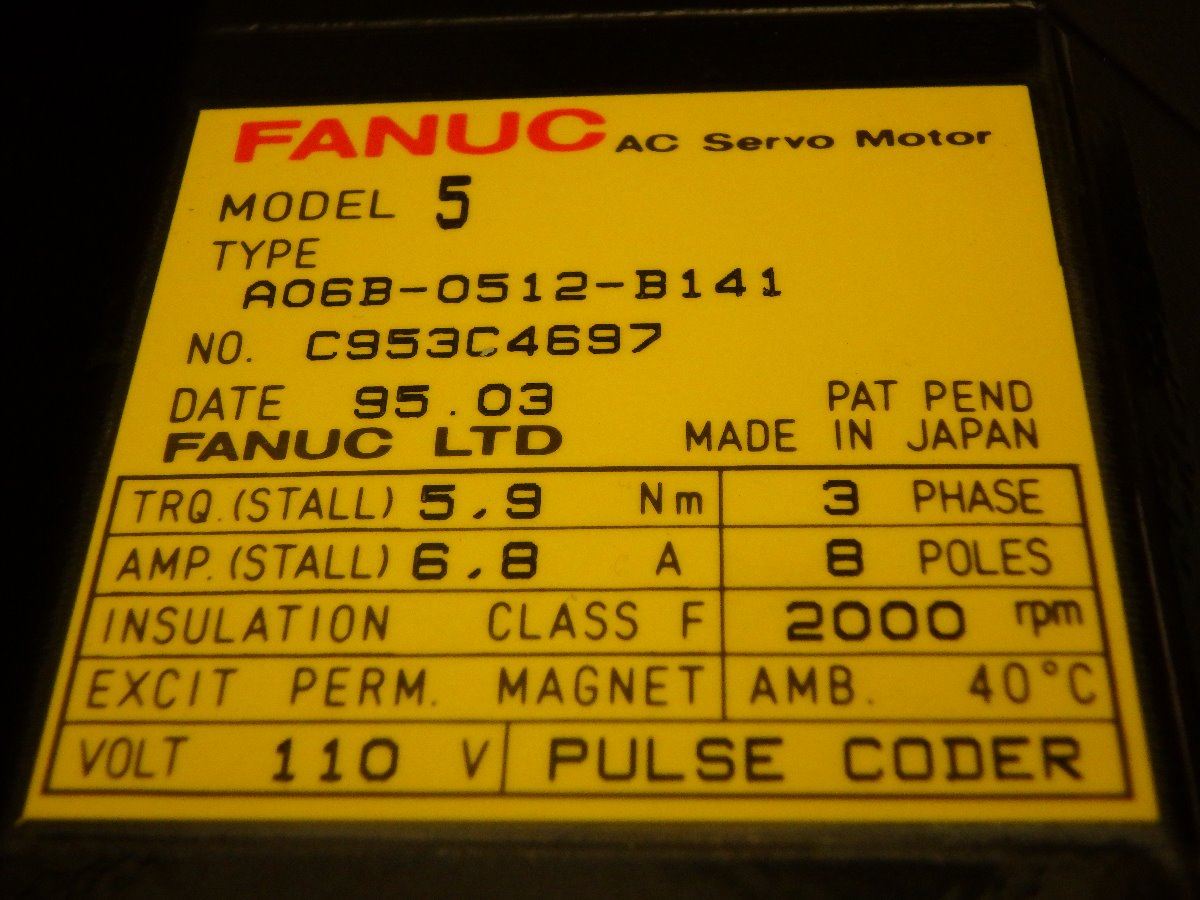 FANUC AC Servo Motor
MODEL 5
TYPE
A06B-0512-B141
NO. C953C4697
DATE 95.03 PAT PEND
FANUC LTD MADE IN JAPAN
TRQ.(STALL) 5.9 Nm 3 PHASE
AMP.(STALL) 6.8 A 8 POLES
INSULATION CLASS F 2000 rpm
EXCIT PERM. MAGNET AMB. 40°C
VOLT 110 V PULSE CODER